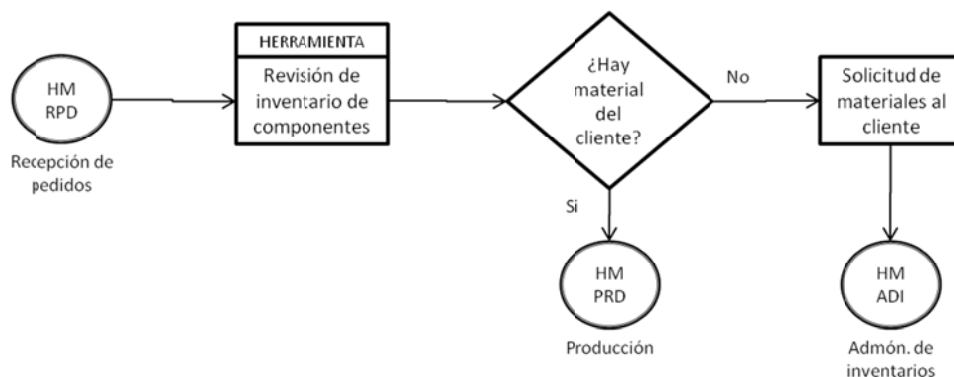 HM
RPD
Recepción de
pedidos
HERRAMIENTA
Revisión de
inventario de
componentes
¿Hay
material
del
cliente?
No
Solicitud de
materiales al
cliente
Si
HM
PRD
Producción
HM
ADI
Admón. de
inventarios